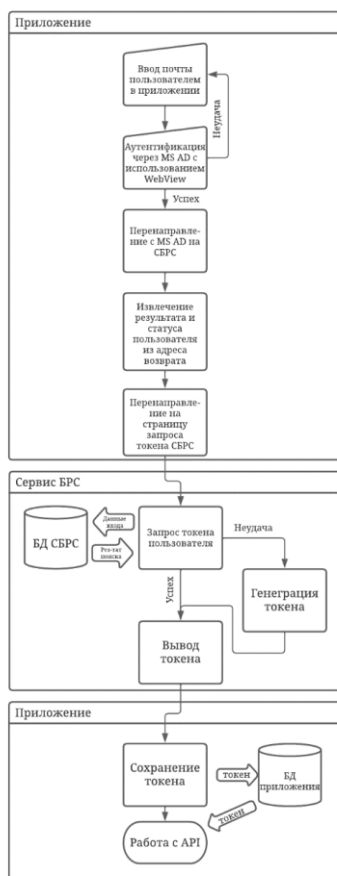 Приложение
Ввод почты
пользователем
в приложении
Неудача
Аутентификация
через MS AD с
использованием
WebView
Успех
Перенаправле-
ние с MS AD на
СБРС
Извлечение
результата и
статуса
пользователя
из адреса
возврата
Перенаправле-
ние на
страницу
запроса
токена СБРС
Сервис БРС
Данные
входа
БД СБРС
Рез-тат
поиска
Запрос токена
пользователя
Неудача
Успех
Гегеграция
токена
Вывод
токена
Приложение
Сохранение
токена
токен
БД
приложения
токен
Работа с API